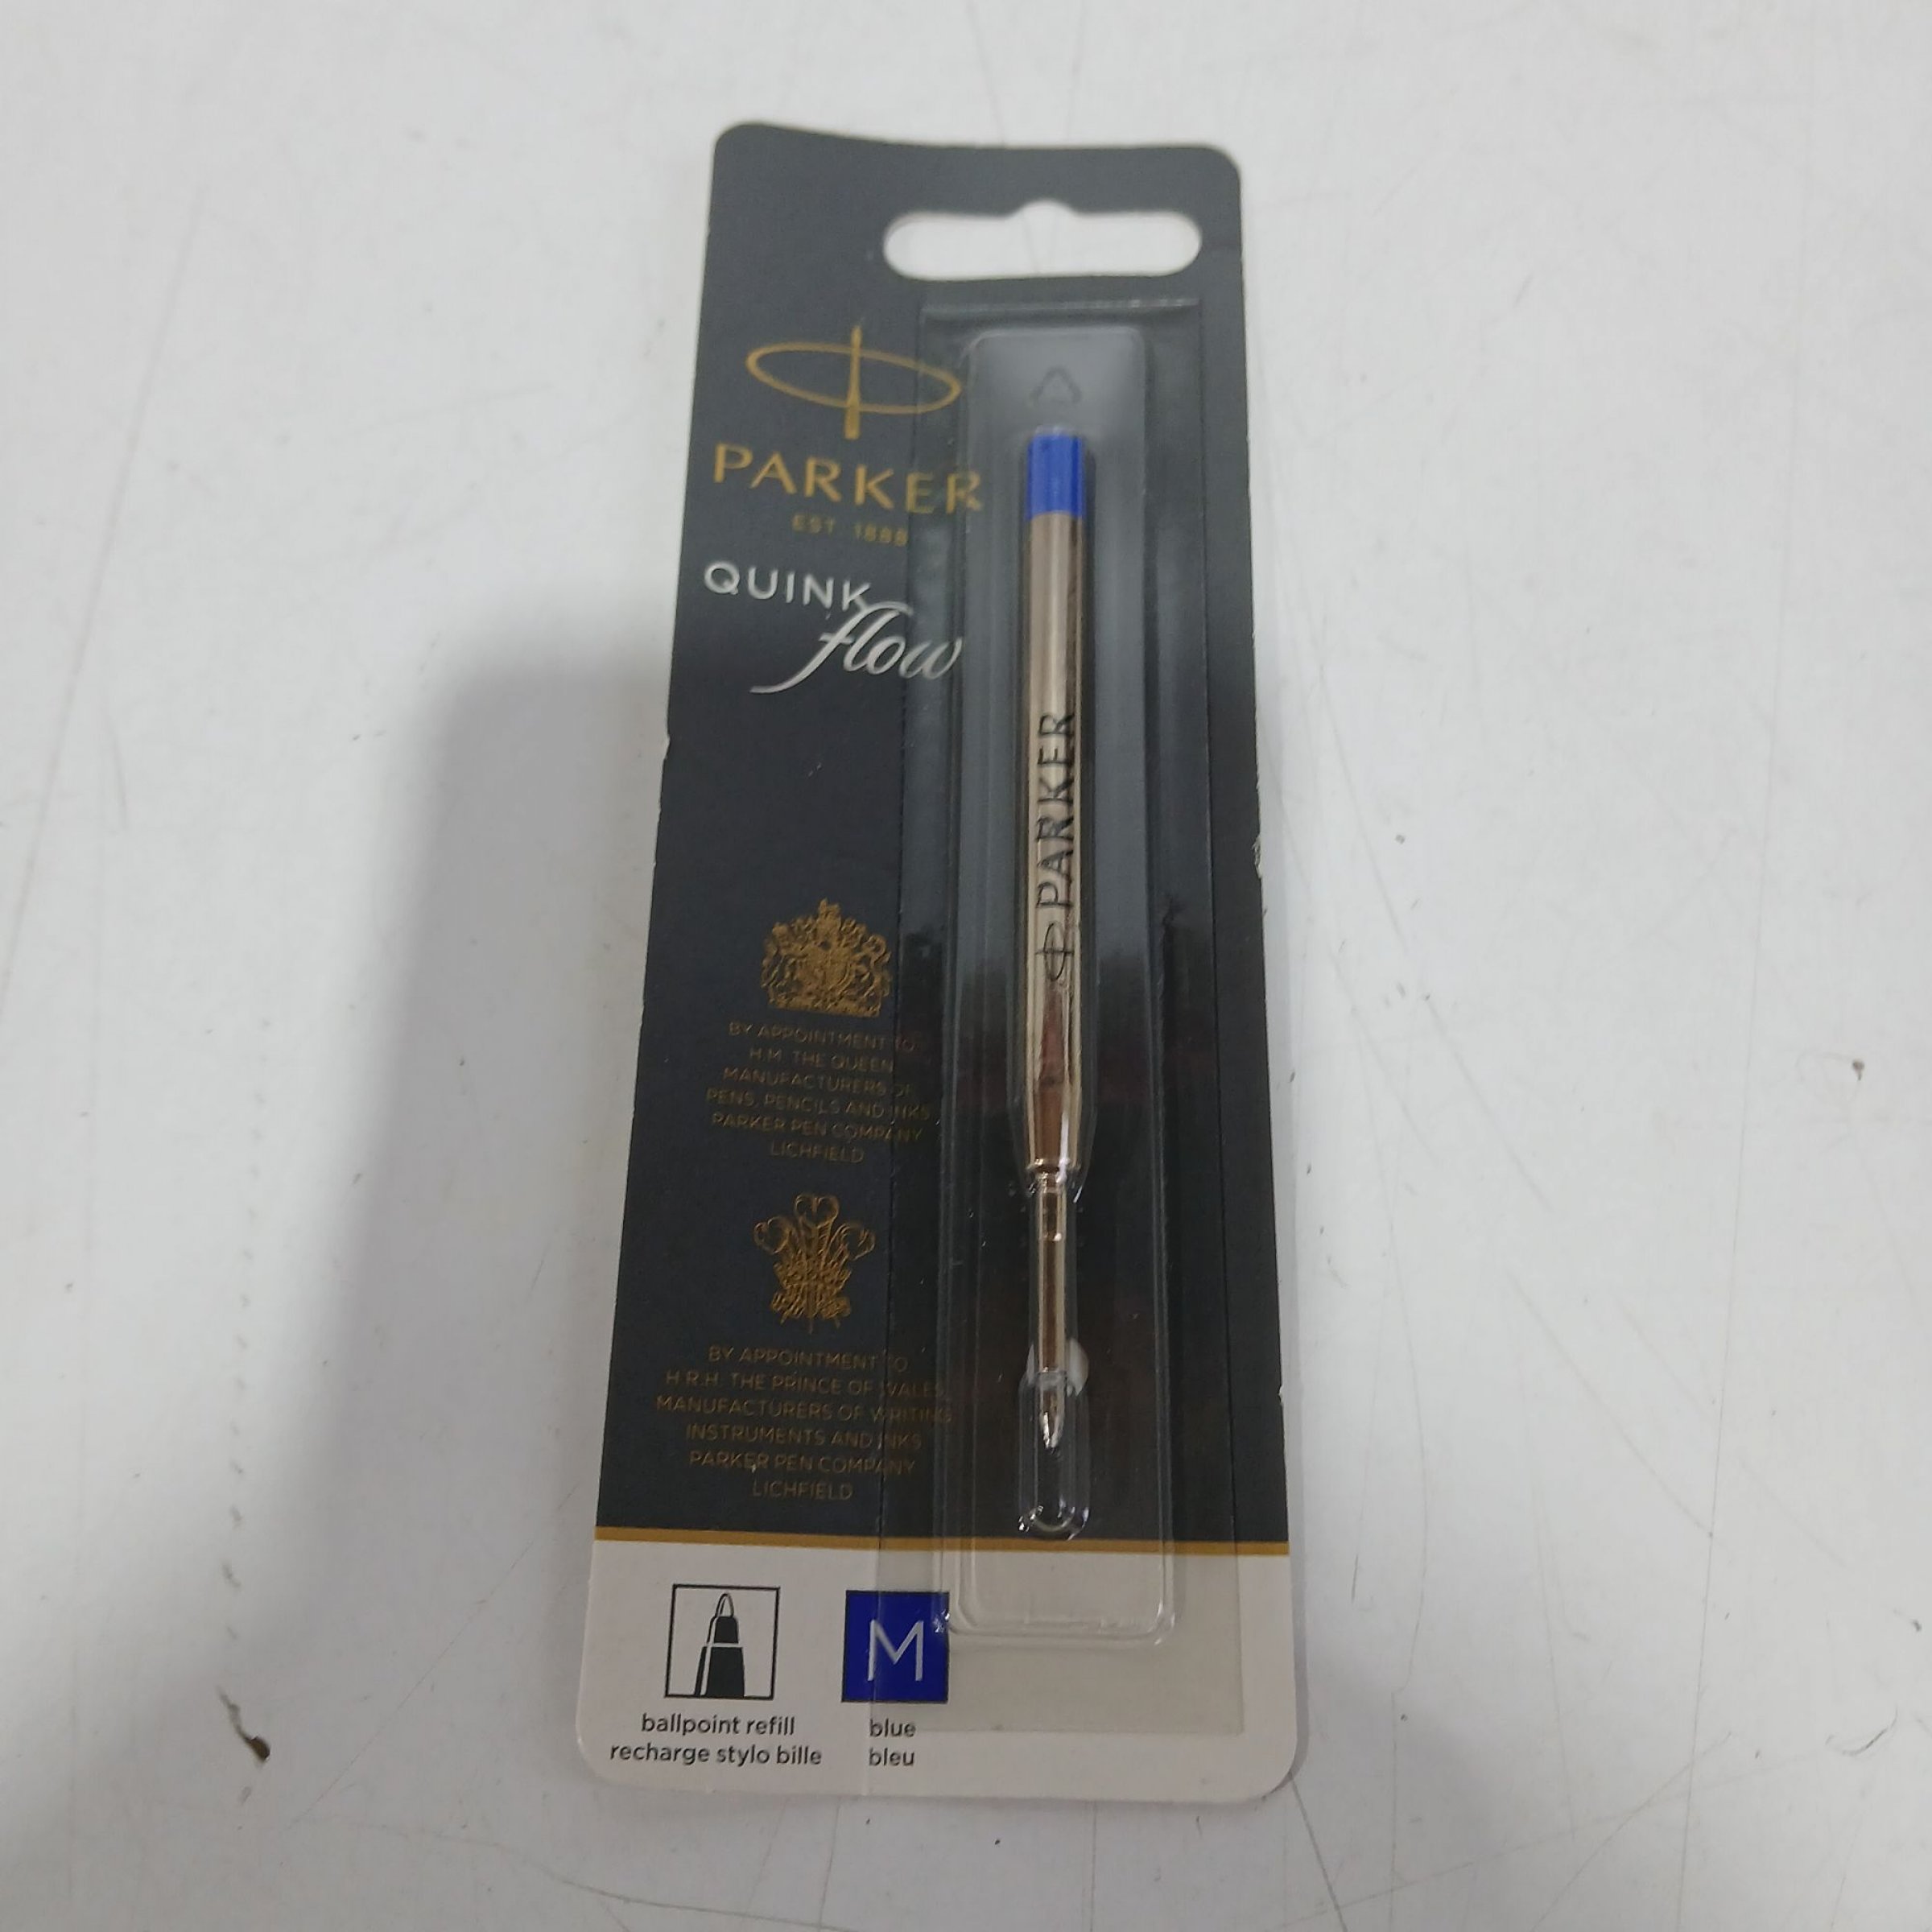 PARKER
EST. 1888
QUINK
flow
PARKER
BY APPOINTMENT TO
H.M. THE QUEEN
MANUFACTURERS OF
PENS, PENCILS AND INKS
PARKER PEN COMPANY
LICHFIELD
BY APPOINTMENT TO
H.R.H. THE PRINCE OF WALES
MANUFACTURERS OF WRITING
INSTRUMENTS AND INKS
PARKER PEN COMPANY
LICHFIELD
M
ballpoint refill
recharge stylo bille
blue
bleu